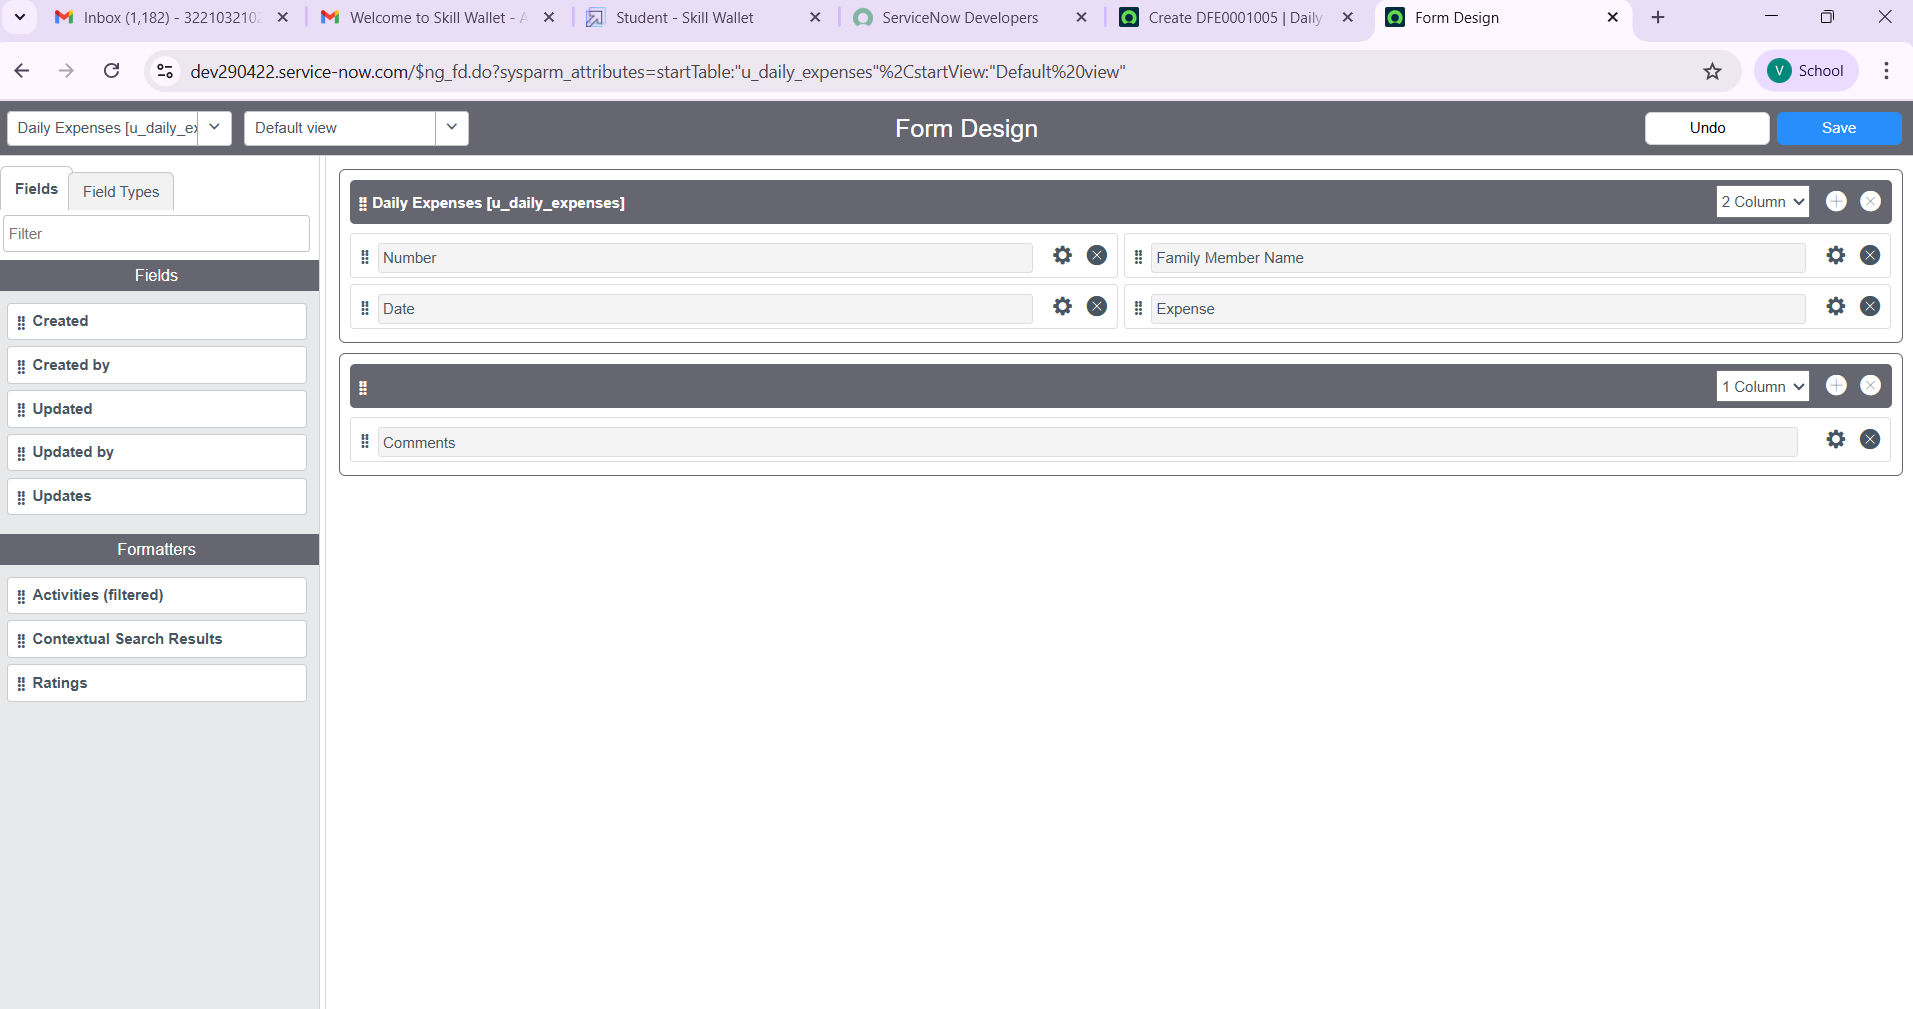 Inbox (1,182) - 322103210
Welcome to Skill Wallet - A
Student - Skill Wallet
ServiceNow Developers
Create DFE0001005 | Daily
Form Design
dev290422.service-now.com/$ng_fd.do?sysparm_attributes=startTable:"u_daily_expenses"%2CstartView:"Default%20view"
V School
Daily Expenses [u_daily_ex
Default view
Form Design
Undo
Save
Fields
Field Types
Filter
Fields
Created
Created by
Updated
Updated by
Updates
Formatters
Activities (filtered)
Contextual Search Results
Ratings
Daily Expenses [u_daily_expenses]
2 Column
Number
Family Member Name
Date
Expense
1 Column
Comments